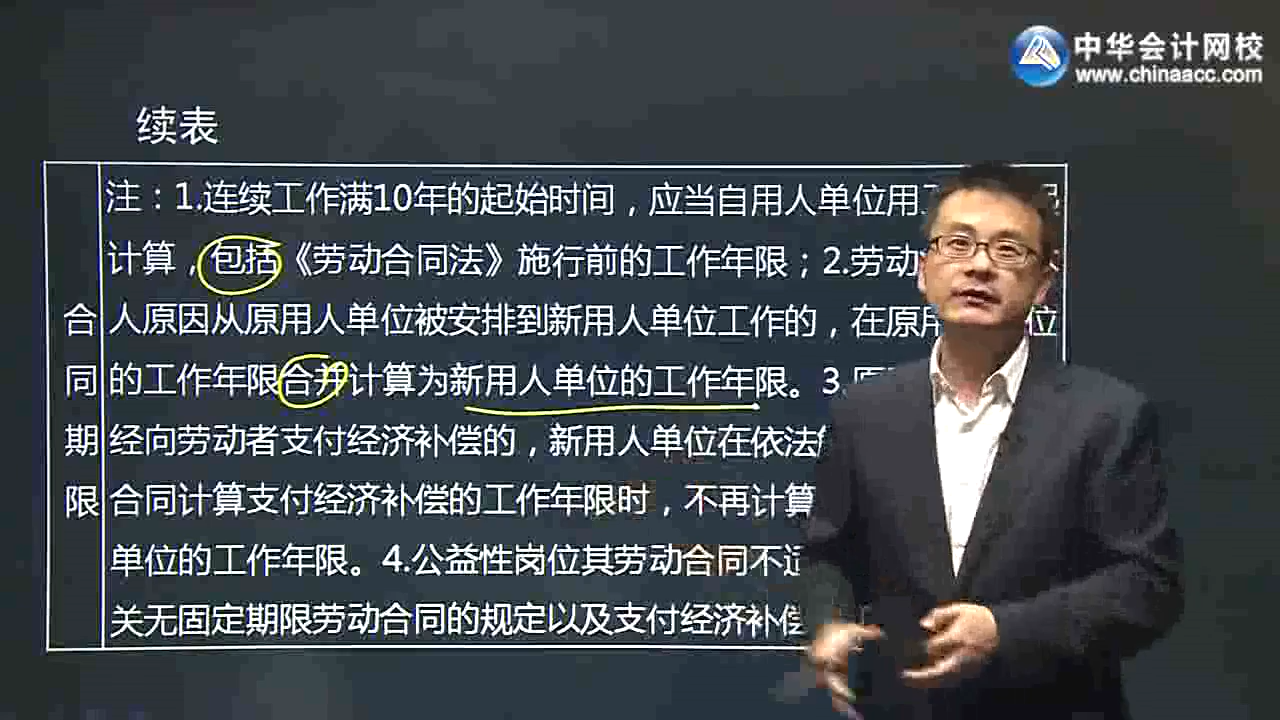 中华会计网校
www.chinaacc.com
续表
合同期限
注：1.连续工作满10年的起始时间，应当自用人单位用
计算，包括《劳动合同法》施行前的工作年限；2.劳动
人原因从原用人单位被安排到新用人单位工作的，在原用 位
的工作年限合并计算为新用人单位的工作年限。3.
经向劳动者支付经济补偿的，新用人单位在依法
合同计算支付经济补偿的工作年限时，不再计算
单位的工作年限。4.公益性岗位其劳动合同不适
关无固定期限劳动合同的规定以及支付经济补偿